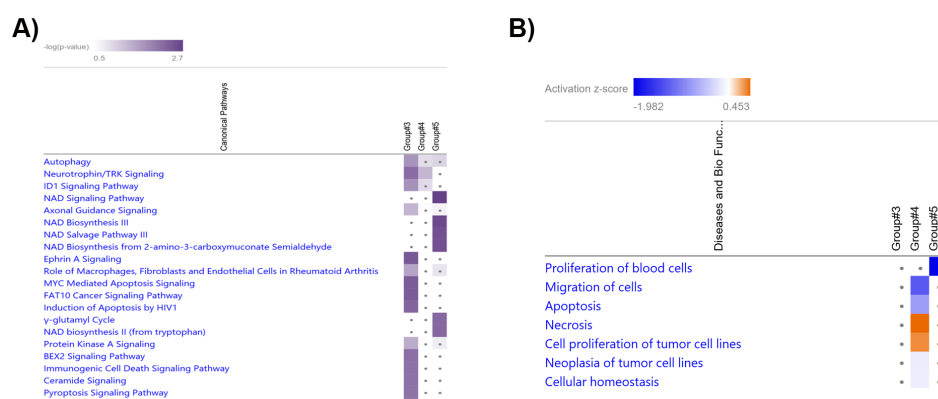 A)
-log(p-value)
0.5 2.7
Canonical Pathways
Group#3
Group#4
Group#5
Autophagy
Neurotrophin/TRK Signaling
ID1 Signaling Pathway
NAD Signaling Pathway
Axonal Guidance Signaling
NAD Biosynthesis III
NAD Salvage Pathway III
NAD Biosynthesis from 2-amino-3-carboxymuconate Semialdehyde
Ephrin A Signaling
Role of Macrophages, Fibroblasts and Endothelial Cells in Rheumatoid Arthritis
MYC Mediated Apoptosis Signaling
FAT10 Cancer Signaling Pathway
Induction of Apoptosis by HIV1
γ-glutamyl Cycle
NAD biosynthesis II (from tryptophan)
Protein Kinase A Signaling
BEX2 Signaling Pathway
Immunogenic Cell Death Signaling Pathway
Ceramide Signaling
Pyroptosis Signaling Pathway
B)
Activation z-score
-1.982 0.453
Diseases and Bio Func...
Group#3
Group#4
Group#5
Proliferation of blood cells
Migration of cells
Apoptosis
Necrosis
Cell proliferation of tumor cell lines
Neoplasia of tumor cell lines
Cellular homeostasis